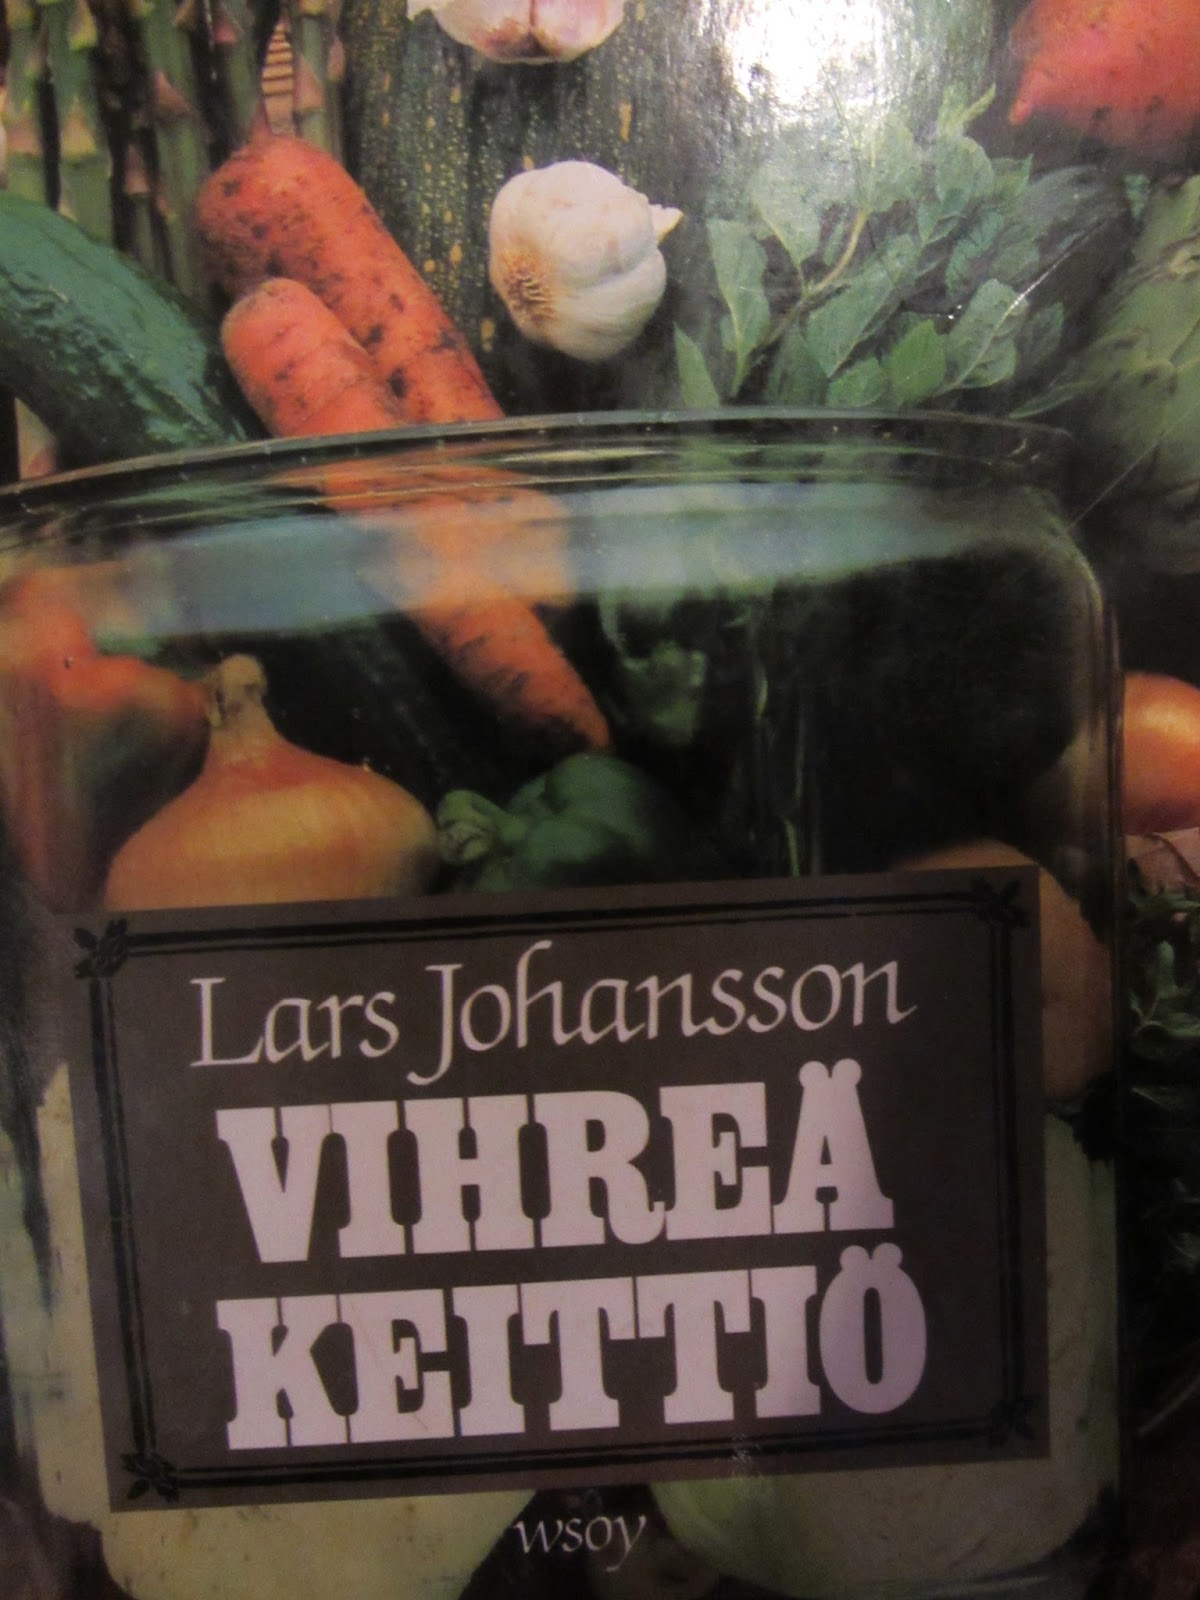 Lars Johansson
VIHREÄ
KEITTIÖ
wsoy